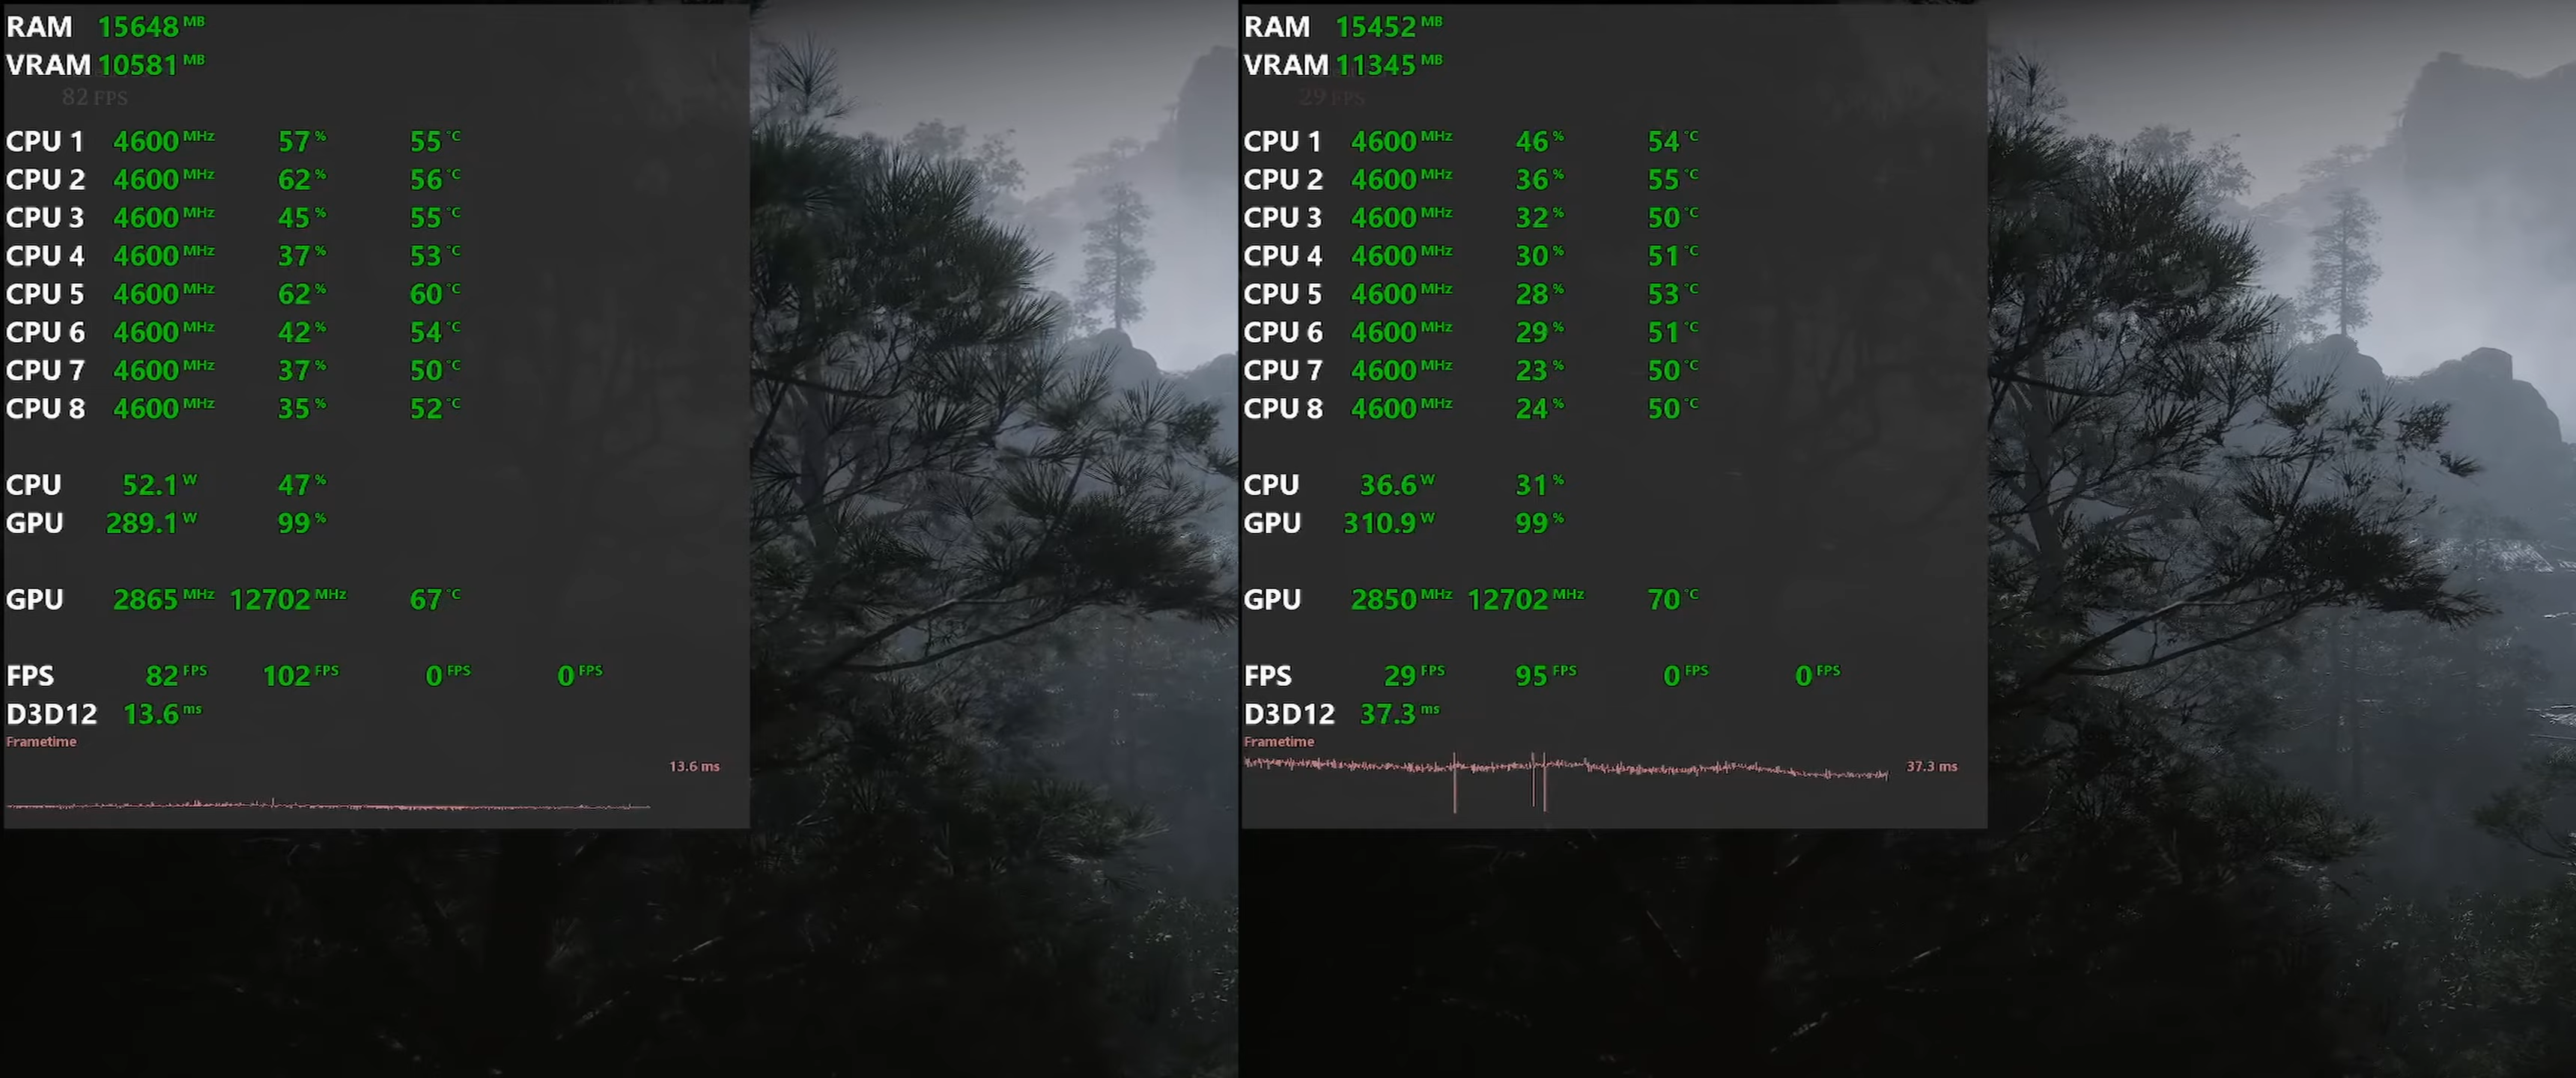 RAM 15648 MB
VRAM 10581 MB
82 FPS
CPU 1 4600 MHz 57 % 55 °C
CPU 2 4600 MHz 62 % 56 °C
CPU 3 4600 MHz 45 % 55 °C
CPU 4 4600 MHz 37 % 53 °C
CPU 5 4600 MHz 62 % 60 °C
CPU 6 4600 MHz 42 % 54 °C
CPU 7 4600 MHz 37 % 50 °C
CPU 8 4600 MHz 35 % 52 °C
CPU 52.1 W 47 %
GPU 289.1 W 99 %
GPU 2865 MHz 12702 MHz 67 °C
FPS 82 FPS 102 FPS 0 FPS 0 FPS
D3D12 13.6 ms
Frametime
13.6 ms
RAM 15452 MB
VRAM 11345 MB
29 FPS
CPU 1 4600 MHz 46 % 54 °C
CPU 2 4600 MHz 36 % 55 °C
CPU 3 4600 MHz 32 % 50 °C
CPU 4 4600 MHz 30 % 51 °C
CPU 5 4600 MHz 28 % 53 °C
CPU 6 4600 MHz 29 % 51 °C
CPU 7 4600 MHz 23 % 50 °C
CPU 8 4600 MHz 24 % 50 °C
CPU 36.6 W 31 %
GPU 310.9 W 99 %
GPU 2850 MHz 12702 MHz 70 °C
FPS 29 FPS 95 FPS 0 FPS 0 FPS
D3D12 37.3 ms
Frametime
37.3 ms